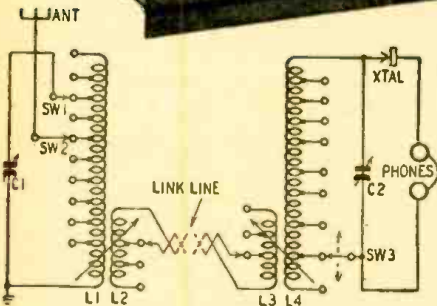 ANT
XTAL
SW1
SW2
C1
LINK LINE
C2
PHONES
SW3
L1 L2
L3 L4